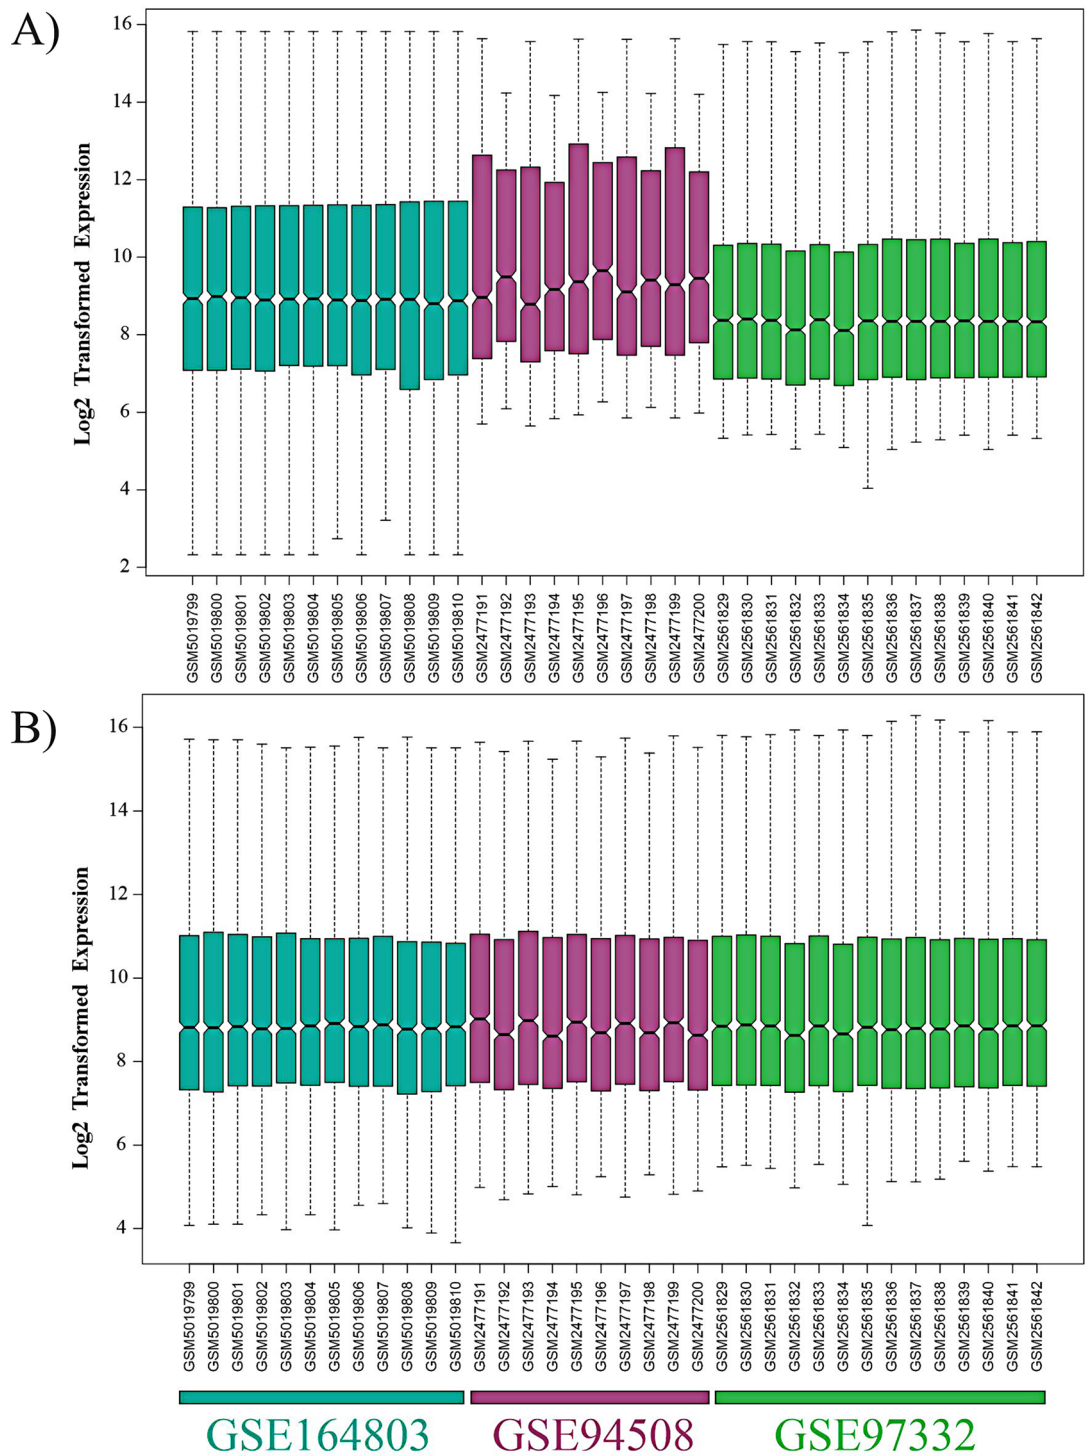 A)
Log2 Transformed Expression
16
14
12
10
8
6
4
2
GSM5019799
GSM5019800
GSM5019801
GSM5019802
GSM5019803
GSM5019804
GSM5019805
GSM5019806
GSM5019807
GSM5019808
GSM5019809
GSM5019810
GSM2477191
GSM2477192
GSM2477193
GSM2477194
GSM2477195
GSM2477196
GSM2477197
GSM2477198
GSM2477199
GSM2477200
GSM2561829
GSM2561830
GSM2561831
GSM2561832
GSM2561833
GSM2561834
GSM2561835
GSM2561836
GSM2561837
GSM2561838
GSM2561839
GSM2561840
GSM2561841
GSM2561842
B)
Log2 Transformed Expression
16
14
12
10
8
6
4
GSM5019799
GSM5019800
GSM5019801
GSM5019802
GSM5019803
GSM5019804
GSM5019805
GSM5019806
GSM5019807
GSM5019808
GSM5019809
GSM5019810
GSM2477191
GSM2477192
GSM2477193
GSM2477194
GSM2477195
GSM2477196
GSM2477197
GSM2477198
GSM2477199
GSM2477200
GSM2561829
GSM2561830
GSM2561831
GSM2561832
GSM2561833
GSM2561834
GSM2561835
GSM2561836
GSM2561837
GSM2561838
GSM2561839
GSM2561840
GSM2561841
GSM2561842
GSE164803 GSE94508 GSE97332